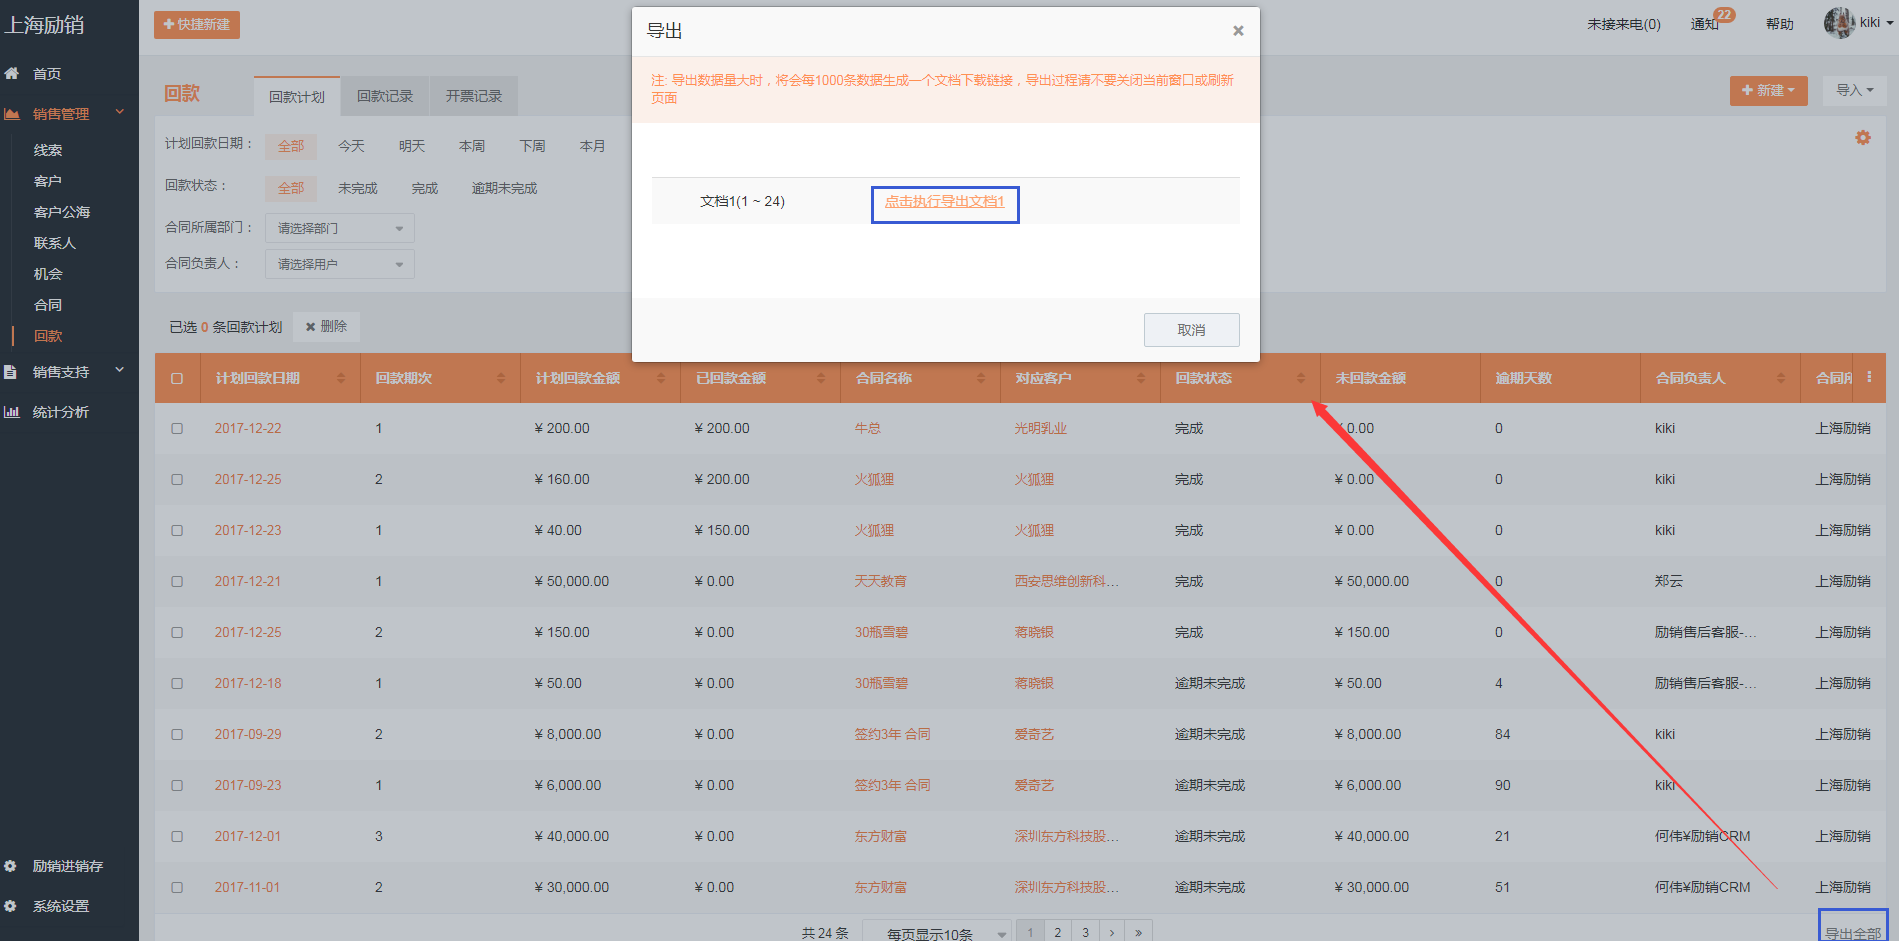 上海励销
快捷新建
未接来电(0)
通知
22
帮助
kiki
首页
销售管理
线索
客户
客户公海
联系人
机会
合同
回款
销售支持
统计分析
励销进销存
系统设置
回款
回款计划
回款记录
开票记录
新建
导入
计划回款日期：
全部
今天
明天
本周
下周
本月
回款状态：
全部
未完成
完成
逾期未完成
合同所属部门：
请选择部门
合同负责人：
请选择用户
导出
×
注: 导出数据量大时，将会每1000条数据生成一个文档下载链接，导出过程请不要关闭当前窗口或刷新
页面
文档1(1 ~ 24)
点击执行导出文档1
取消
已选 0 条回款计划
删除
计划回款日期 回款期次 计划回款金额 已回款金额 合同名称 对应客户 回款状态 未回款金额 逾期天数 合同负责人 合同所
2017-12-22 1 ¥ 200.00 ¥ 200.00 牛总 光明乳业 完成 ¥ 0.00 0 kiki 上海励销
2017-12-25 2 ¥ 160.00 ¥ 200.00 火狐狸 火狐狸 完成 ¥ 0.00 0 kiki 上海励销
2017-12-23 1 ¥ 40.00 ¥ 150.00 火狐狸 火狐狸 完成 ¥ 0.00 0 kiki 上海励销
2017-12-21 1 ¥ 50,000.00 ¥ 0.00 天天教育 西安思维创新科... 完成 ¥ 50,000.00 0 郑云 上海励销
2017-12-25 2 ¥ 150.00 ¥ 0.00 30瓶雪碧 蒋晓银 完成 ¥ 150.00 0 励销售后客服-... 上海励销
2017-12-18 1 ¥ 50.00 ¥ 0.00 30瓶雪碧 蒋晓银 逾期未完成 ¥ 50.00 4 励销售后客服-... 上海励销
2017-09-29 2 ¥ 8,000.00 ¥ 0.00 签约3年 合同 爱奇艺 逾期未完成 ¥ 8,000.00 84 kiki 上海励销
2017-09-23 1 ¥ 6,000.00 ¥ 0.00 签约3年 合同 爱奇艺 逾期未完成 ¥ 6,000.00 90 kiki 上海励销
2017-12-01 3 ¥ 40,000.00 ¥ 0.00 东方财富 深圳东方科技股... 逾期未完成 ¥ 40,000.00 21 何伟¥励销CRM 上海励销
2017-11-01 2 ¥ 30,000.00 ¥ 0.00 东方财富 深圳东方科技股... 逾期未完成 ¥ 30,000.00 51 何伟¥励销CRM 上海励销
共 24 条
每页显示10条
1 2 3 › »
导出全部